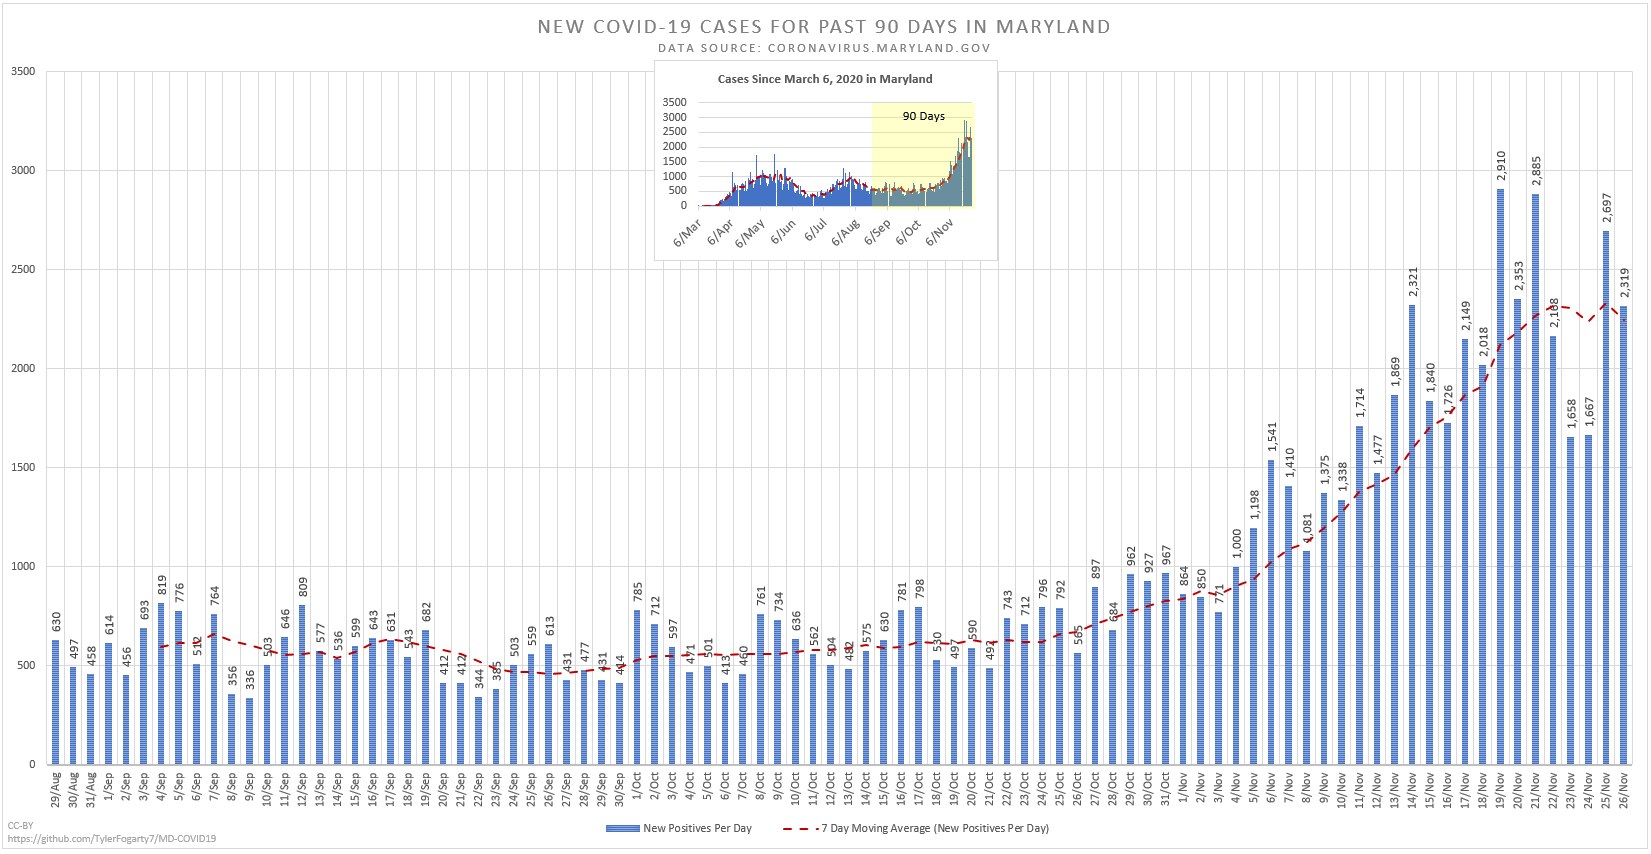 NEW COVID-19 CASES FOR PAST 90 DAYS IN MARYLAND
DATA SOURCE: CORONAVIRUS.MARYLAND.GOV
Cases Since March 6, 2020 in Maryland
90 Days
3500
3000
2500
2000
1500
1000
500
0
6/Mar
6/Apr
6/May
6/Jun
6/Jul
6/Aug
6/Sep
6/Oct
6/Nov
3500
3000
2500
2000
1500
1000
500
0
630
497
458
614
456
693
819
776
512
764
356
336
503
646
809
577
536
599
643
631
543
682
412
412
344
385
503
559
613
431
477
431
414
785
712
597
471
501
413
460
761
734
636
562
504
482
575
630
781
798
530
497
590
492
743
712
796
792
565
897
684
962
927
967
864
850
771
1,000
1,198
1,541
1,410
1,081
1,375
1,338
1,714
1,477
1,869
2,321
1,840
1,726
2,149
2,018
2,910
2,353
2,885
2,168
1,658
1,667
2,697
2,319
29/Aug
30/Aug
31/Aug
1/Sep
2/Sep
3/Sep
4/Sep
5/Sep
6/Sep
7/Sep
8/Sep
9/Sep
10/Sep
11/Sep
12/Sep
13/Sep
14/Sep
15/Sep
16/Sep
17/Sep
18/Sep
19/Sep
20/Sep
21/Sep
22/Sep
23/Sep
24/Sep
25/Sep
26/Sep
27/Sep
28/Sep
29/Sep
30/Sep
1/Oct
2/Oct
3/Oct
4/Oct
5/Oct
6/Oct
7/Oct
8/Oct
9/Oct
10/Oct
11/Oct
12/Oct
13/Oct
14/Oct
15/Oct
16/Oct
17/Oct
18/Oct
19/Oct
20/Oct
21/Oct
22/Oct
23/Oct
24/Oct
25/Oct
26/Oct
27/Oct
28/Oct
29/Oct
30/Oct
31/Oct
1/Nov
2/Nov
3/Nov
4/Nov
5/Nov
6/Nov
7/Nov
8/Nov
9/Nov
10/Nov
11/Nov
12/Nov
13/Nov
14/Nov
15/Nov
16/Nov
17/Nov
18/Nov
19/Nov
20/Nov
21/Nov
22/Nov
23/Nov
24/Nov
25/Nov
26/Nov
New Positives Per Day
7 Day Moving Average (New Positives Per Day)
CC-BY
https://github.com/TylerFogarty7/MD-COVID19